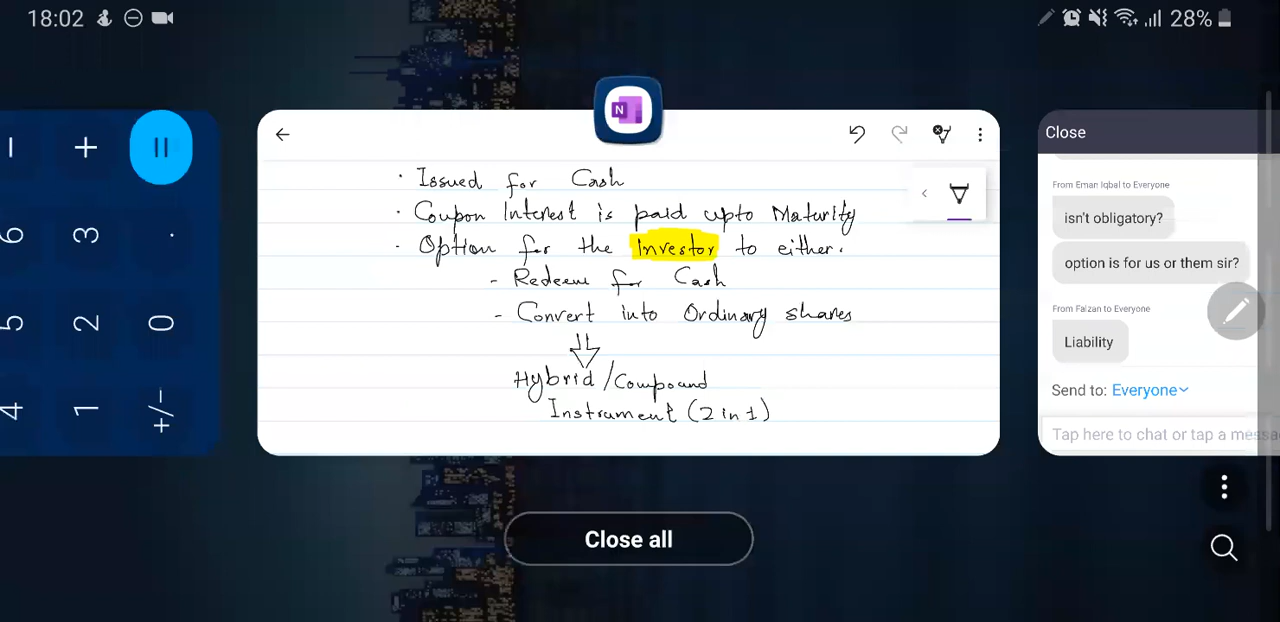 18:02
28%
N
− + =
6 3 .
5 2 0
4 1 +/−
· Issued for Cash
· Coupon Interest is paid upto Maturity
· Option for the Investor to either.
- Redeem for Cash
- Convert into Ordinary shares
Hybrid/Compound
Instrument (2 in 1)
Close
From Eman Iqbal to Everyone
isn't obligatory?
option is for us or them sir?
From Faizan to Everyone
Liability
Send to: Everyone
Tap here to chat or tap a messa
Close all